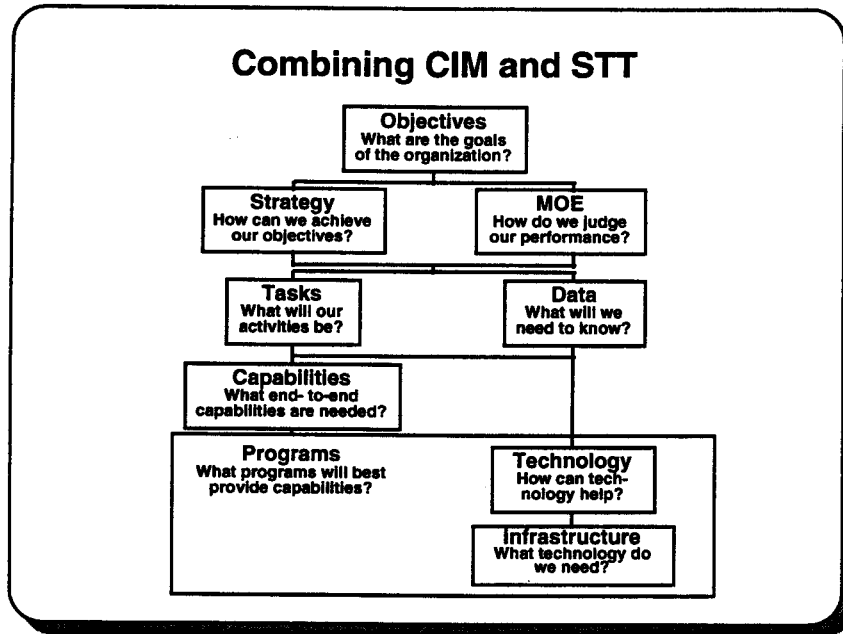 Combining CIM and STT
Objectives
What are the goals
of the organization?
Strategy
How can we achieve
our objectives?
MOE
How do we judge
our performance?
Tasks
What will our
activities be?
Data
What will we
need to know?
Capabilities
What end- to-end
capabilities are needed?
Programs
What programs will best
provide capabilities?
Technology
How can tech-
nology help?
Infrastructure
What technology do
we need?